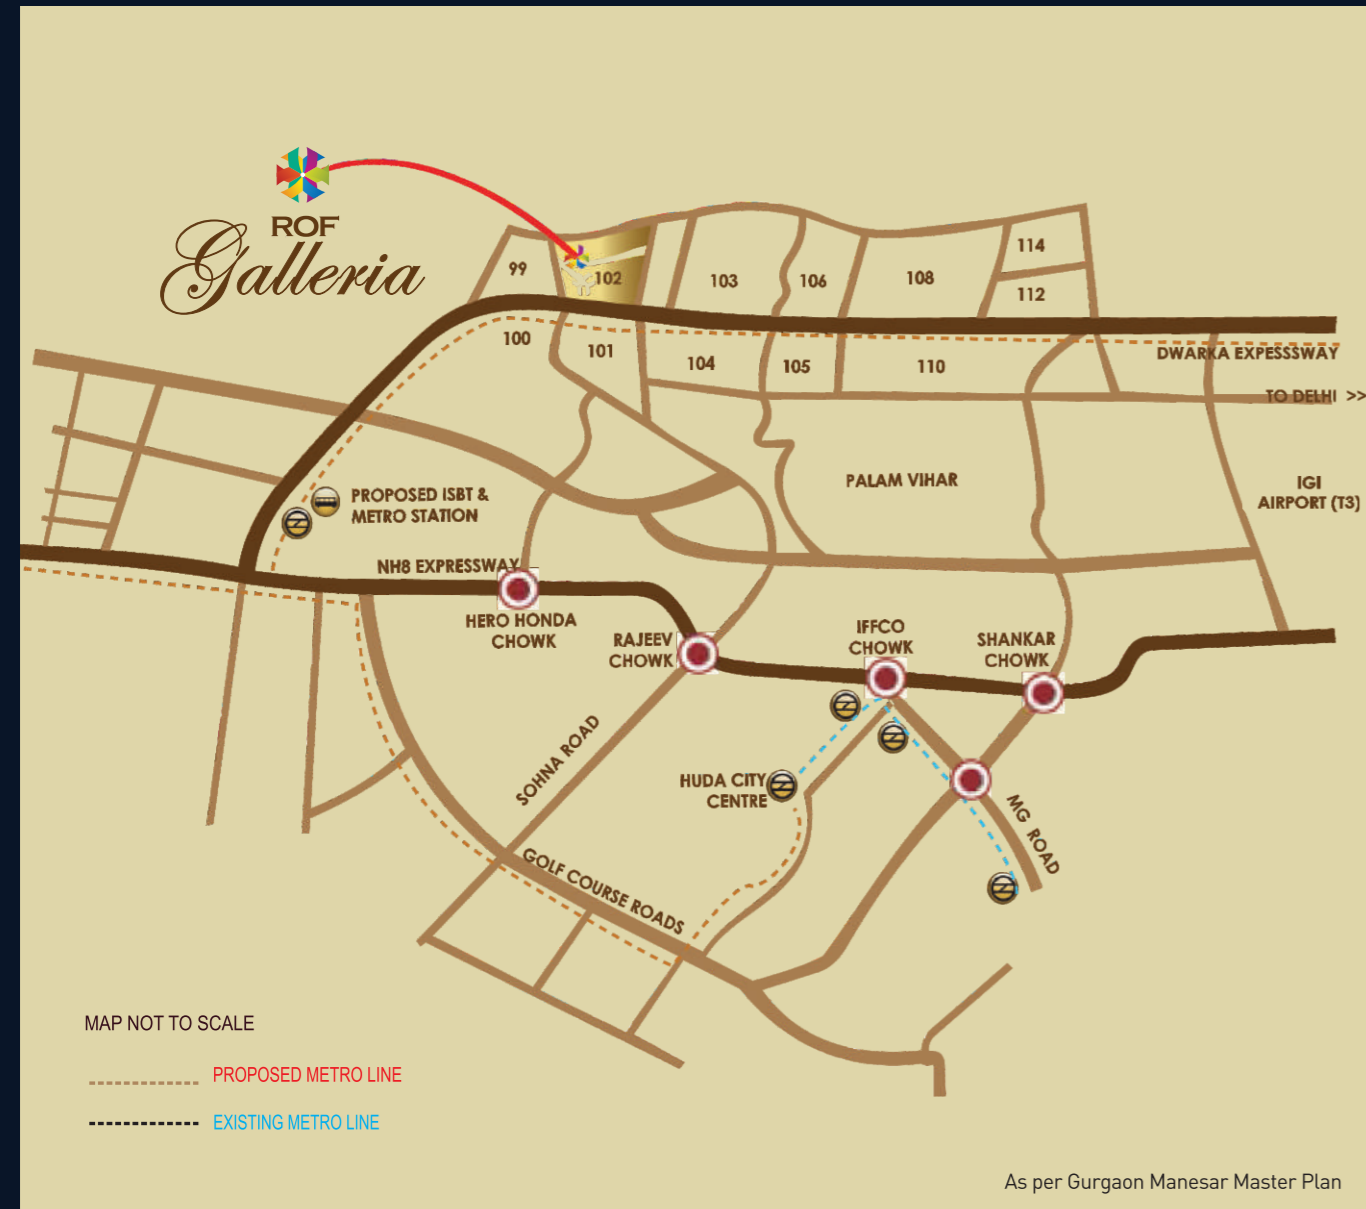 ROF
Galleria
99
102
103
106
108
114
112
100
101
104
105
110
DWARKA EXPESSSWAY
TO DELHI >>
PALAM VIHAR
IGI
AIRPORT (T3)
PROPOSED ISBT &
METRO STATION
NH8 EXPRESSWAY
HERO HONDA
CHOWK
RAJEEV
CHOWK
IFFCO
CHOWK
SHANKAR
CHOWK
SOHNA ROAD
HUDA CITY
CENTRE
MG ROAD
GOLF COURSE ROADS
MAP NOT TO SCALE
PROPOSED METRO LINE
EXISTING METRO LINE
As per Gurgaon Manesar Master Plan